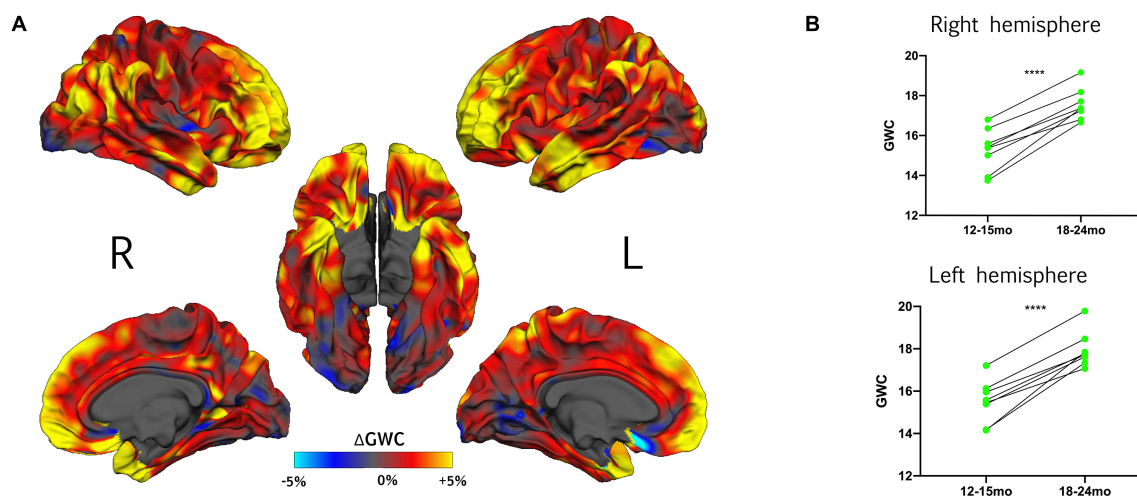 A
R
L
ΔGWC
-5%
0%
+5%
B
Right hemisphere
20
18
16
14
12
GWC
****
12-15mo
18-24mo
Left hemisphere
20
18
16
14
12
GWC
****
12-15mo
18-24mo